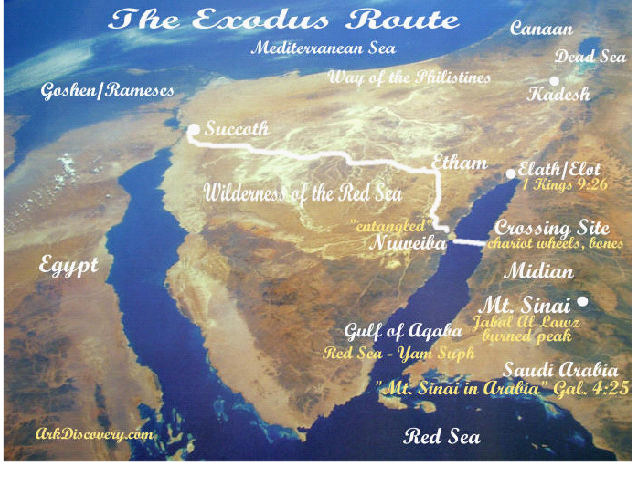 The Exodus Route
Canaan
Mediterranean Sea
Dead Sea
Way of the Philistines
Goshen/Rameses
Kadesh
Succoth
Etham
Elath/Elot
1 Kings 9:26
Wilderness of the Red Sea
"entangled"
Nuweiba
Crossing Site
chariot wheels, bones
Egypt
Midian
Mt. Sinai
Jabal Al Lawz
burned peak
Gulf of Aqaba
Red Sea - Yam Suph
Saudi Arabia
"Mt. Sinai in Arabia" Gal. 4:25
ArkDiscovery.com
Red Sea